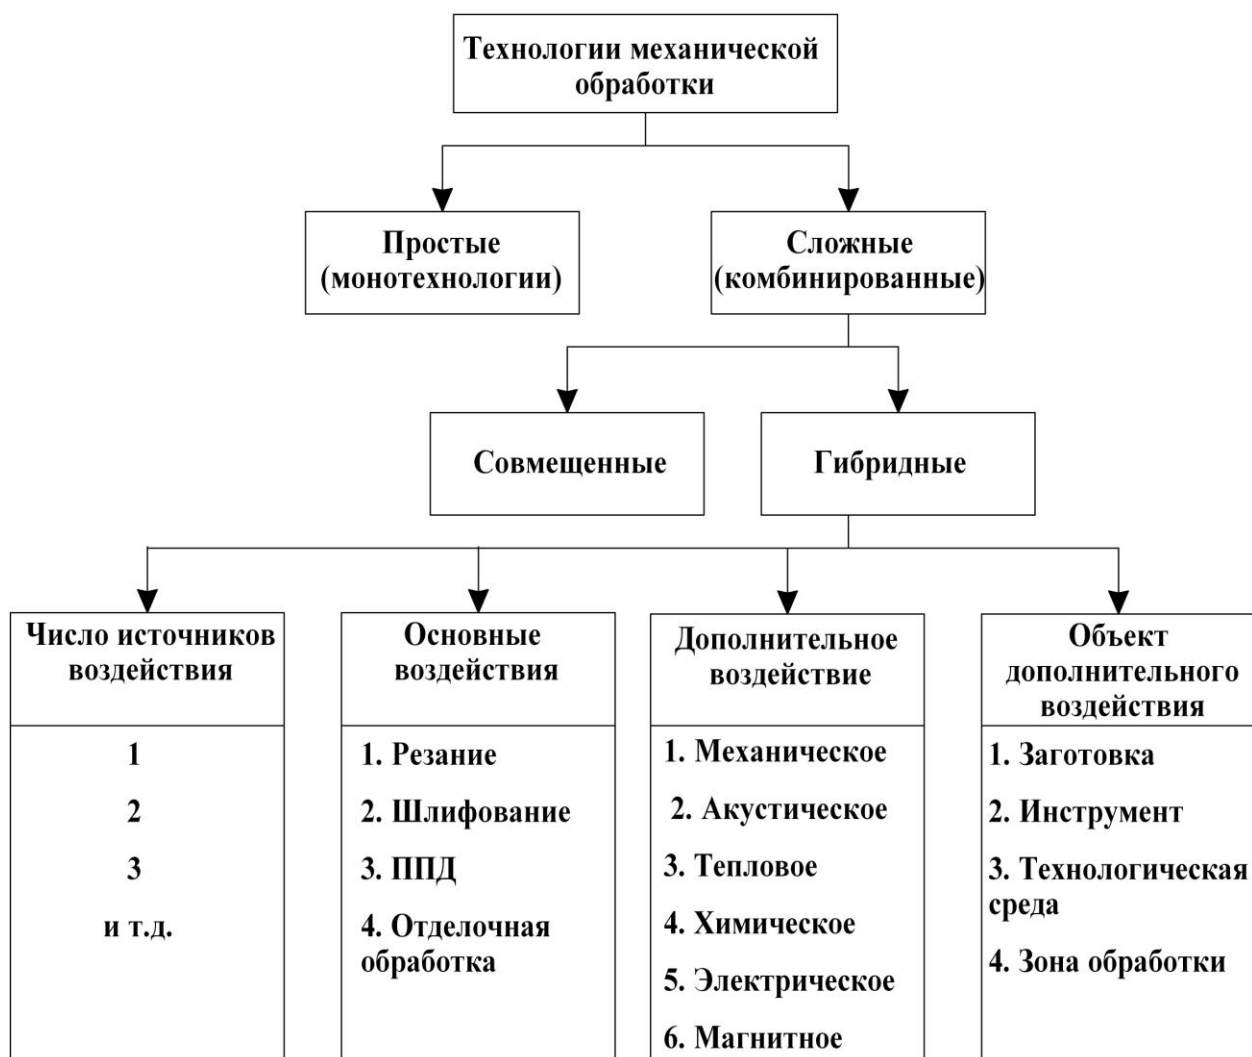 Технологии механической
обработки
Простые
(монотехнологии)
Сложные
(комбинированные)
Совмещенные
Гибридные
Число источников
воздействия
1
2
3
и т.д.
Основные
воздействия
1. Резание
2. Шлифование
3. ППД
4. Отделочная
обработка
Дополнительное
воздействие
1. Механическое
2. Акустическое
3. Тепловое
4. Химическое
5. Электрическое
6. Магнитное
Объект
дополнительного
воздействия
1. Заготовка
2. Инструмент
3. Технологическая
среда
4. Зона обработки